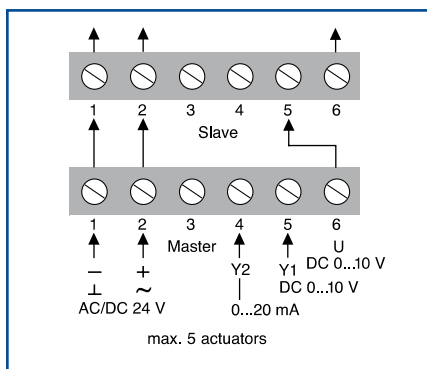 1 2 3 4 5 6
Slave
1 2 3 4 5 6
Master
U
− + Y2 Y1 DC 0...10 V
⊥ ~ DC 0...10 V
AC/DC 24 V 0...20 mA
max. 5 actuators